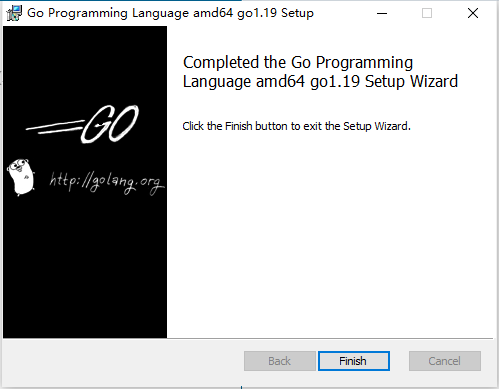 Go Programming Language amd64 go1.19 Setup
Completed the Go Programming
Language amd64 go1.19 Setup Wizard
Click the Finish button to exit the Setup Wizard.
GO
http://golang.org
Back
Finish
Cancel